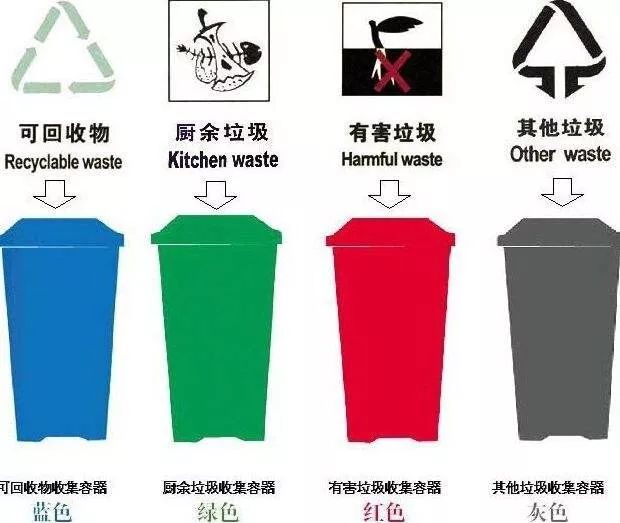 可回收物 厨余垃圾 有害垃圾 其他垃圾
Recyclable waste Kitchen waste Harmful waste Other waste
可回收物收集容器 厨余垃圾收集容器 有害垃圾收集容器 其他垃圾收集容器
蓝色 绿色 红色 灰色